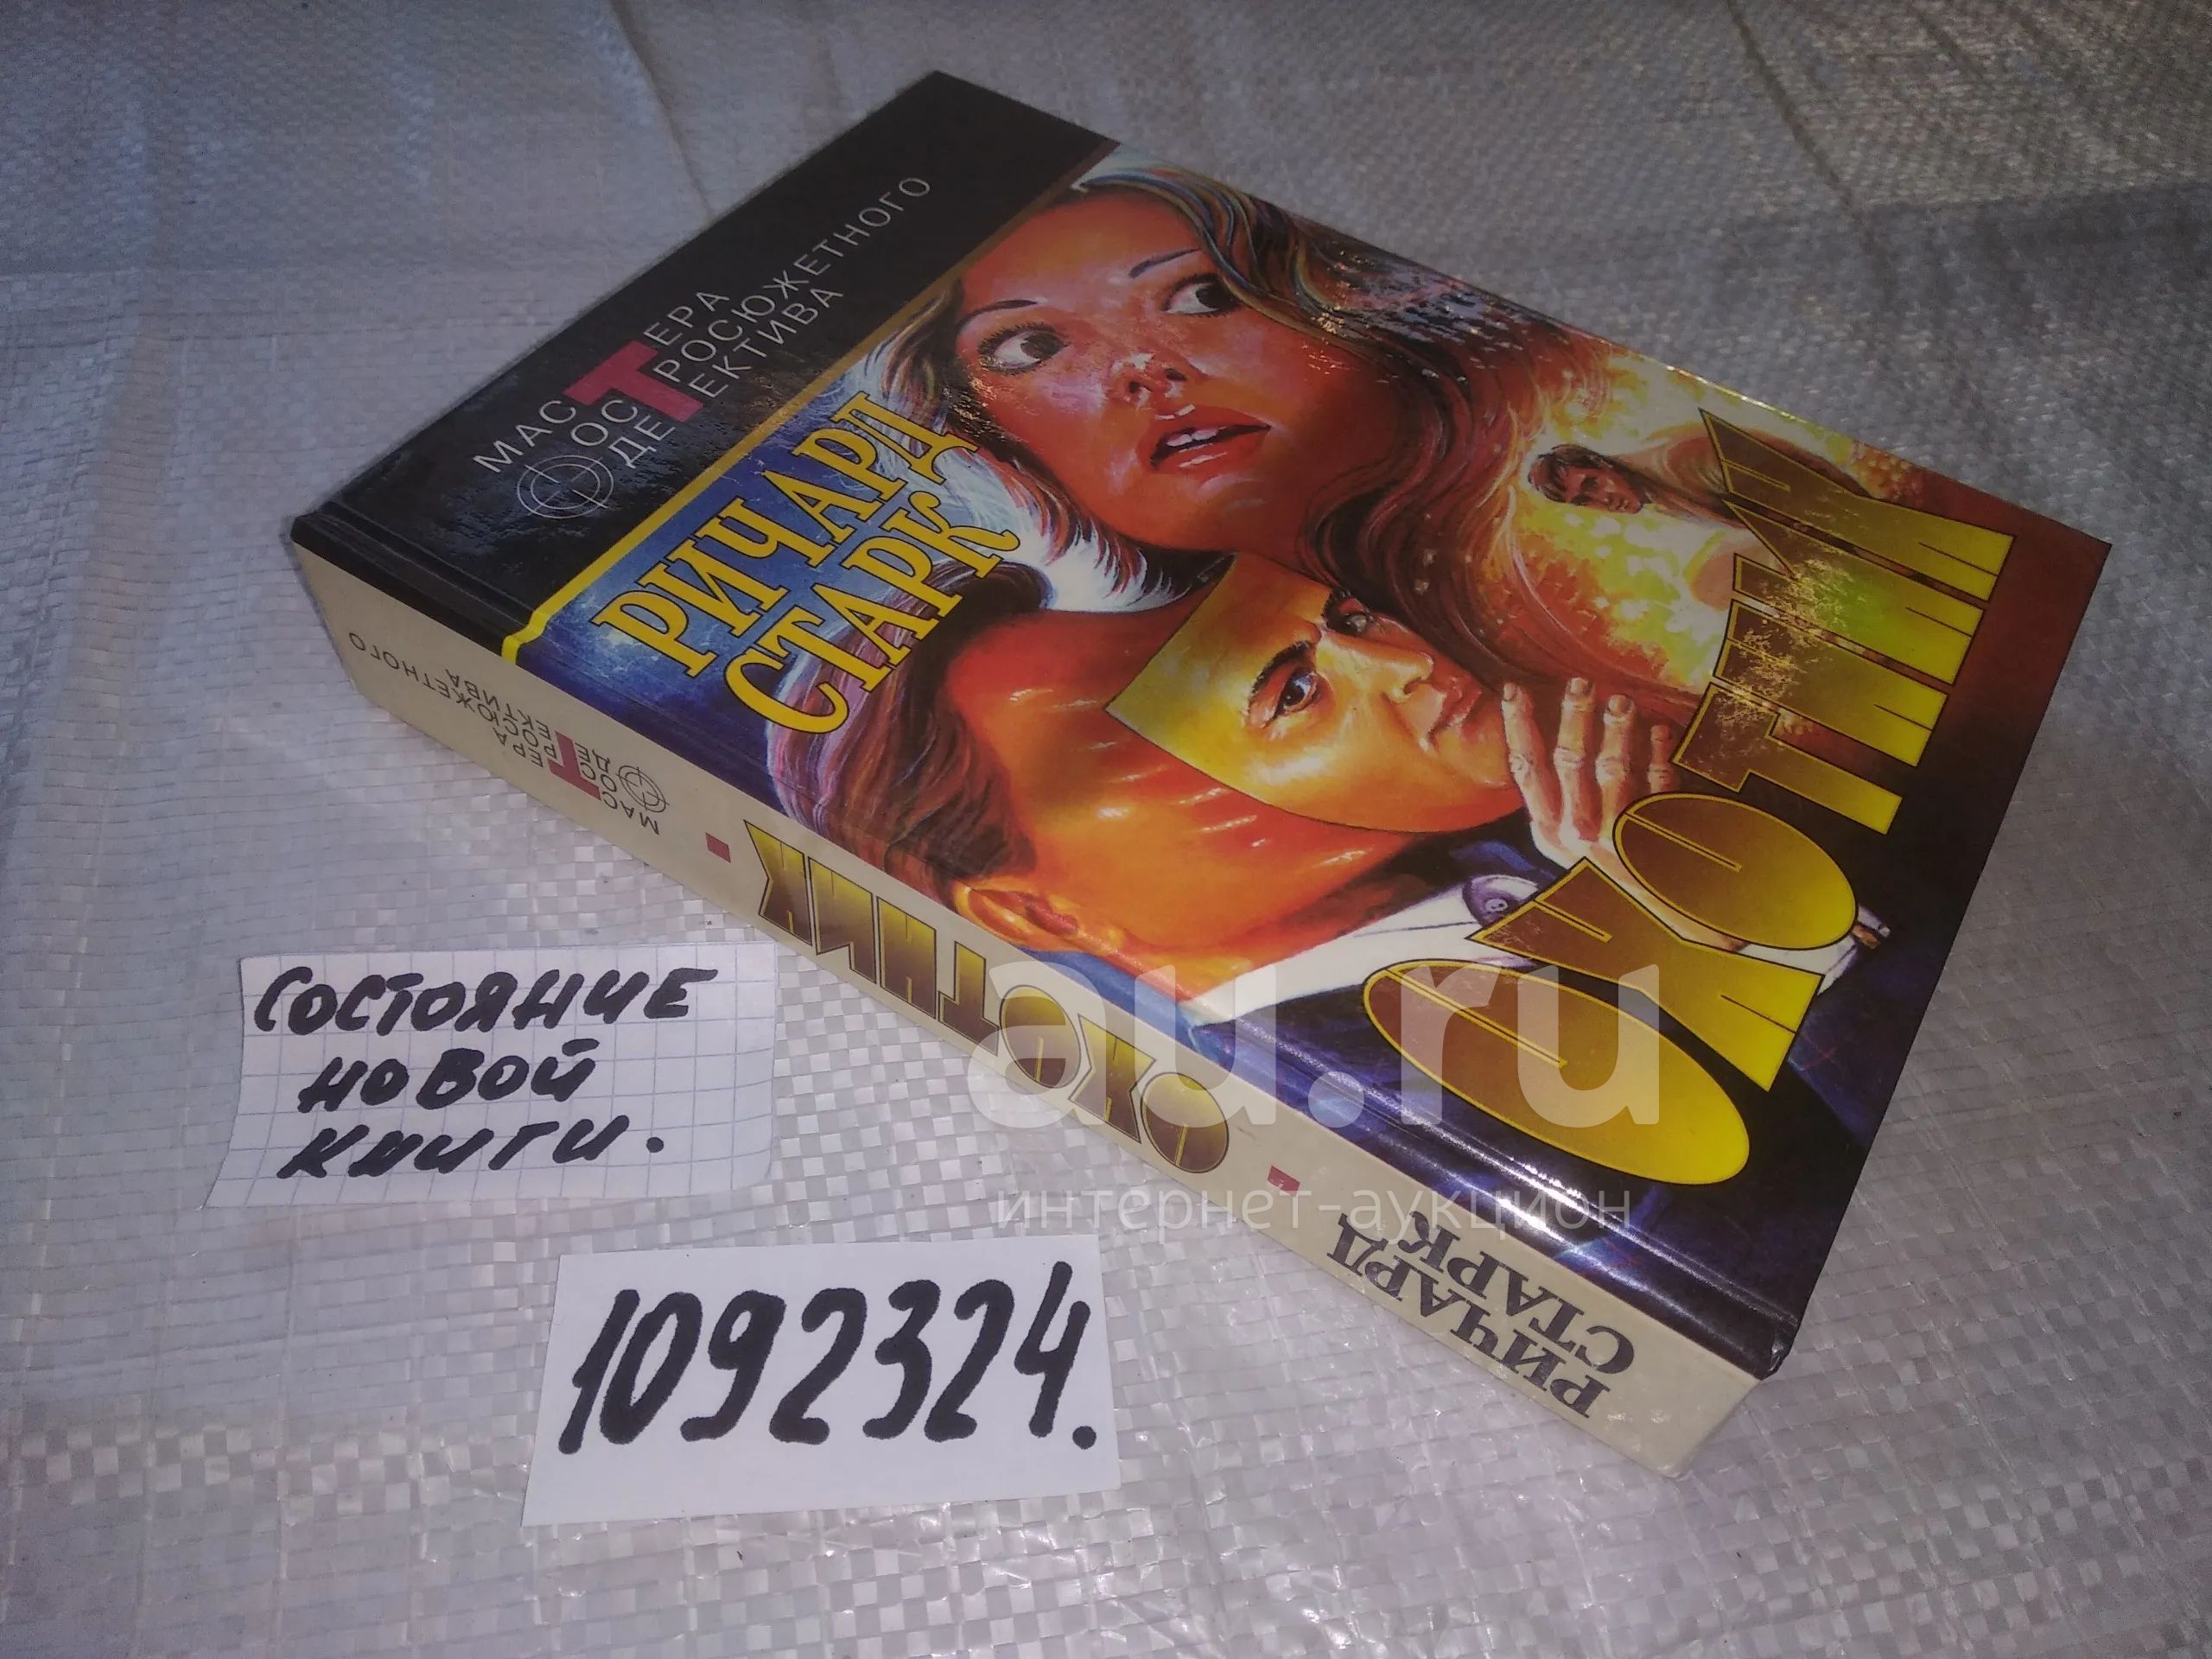 МАСТЕРА
ОСТРОСЮЖЕТНОГО
ДЕТЕКТИВА
РИЧАРД
СТАРК
ОХОТИК
МАСТЕРА
ОСТРОСЮЖЕТНОГО
ДЕТЕКТИВА
ОХОТНИК
РИЧАРД
СТАРК
au.ru
интернет-аукцион
СОСТОЯНИЕ
НОВОЙ
КНИГИ.
1092324.